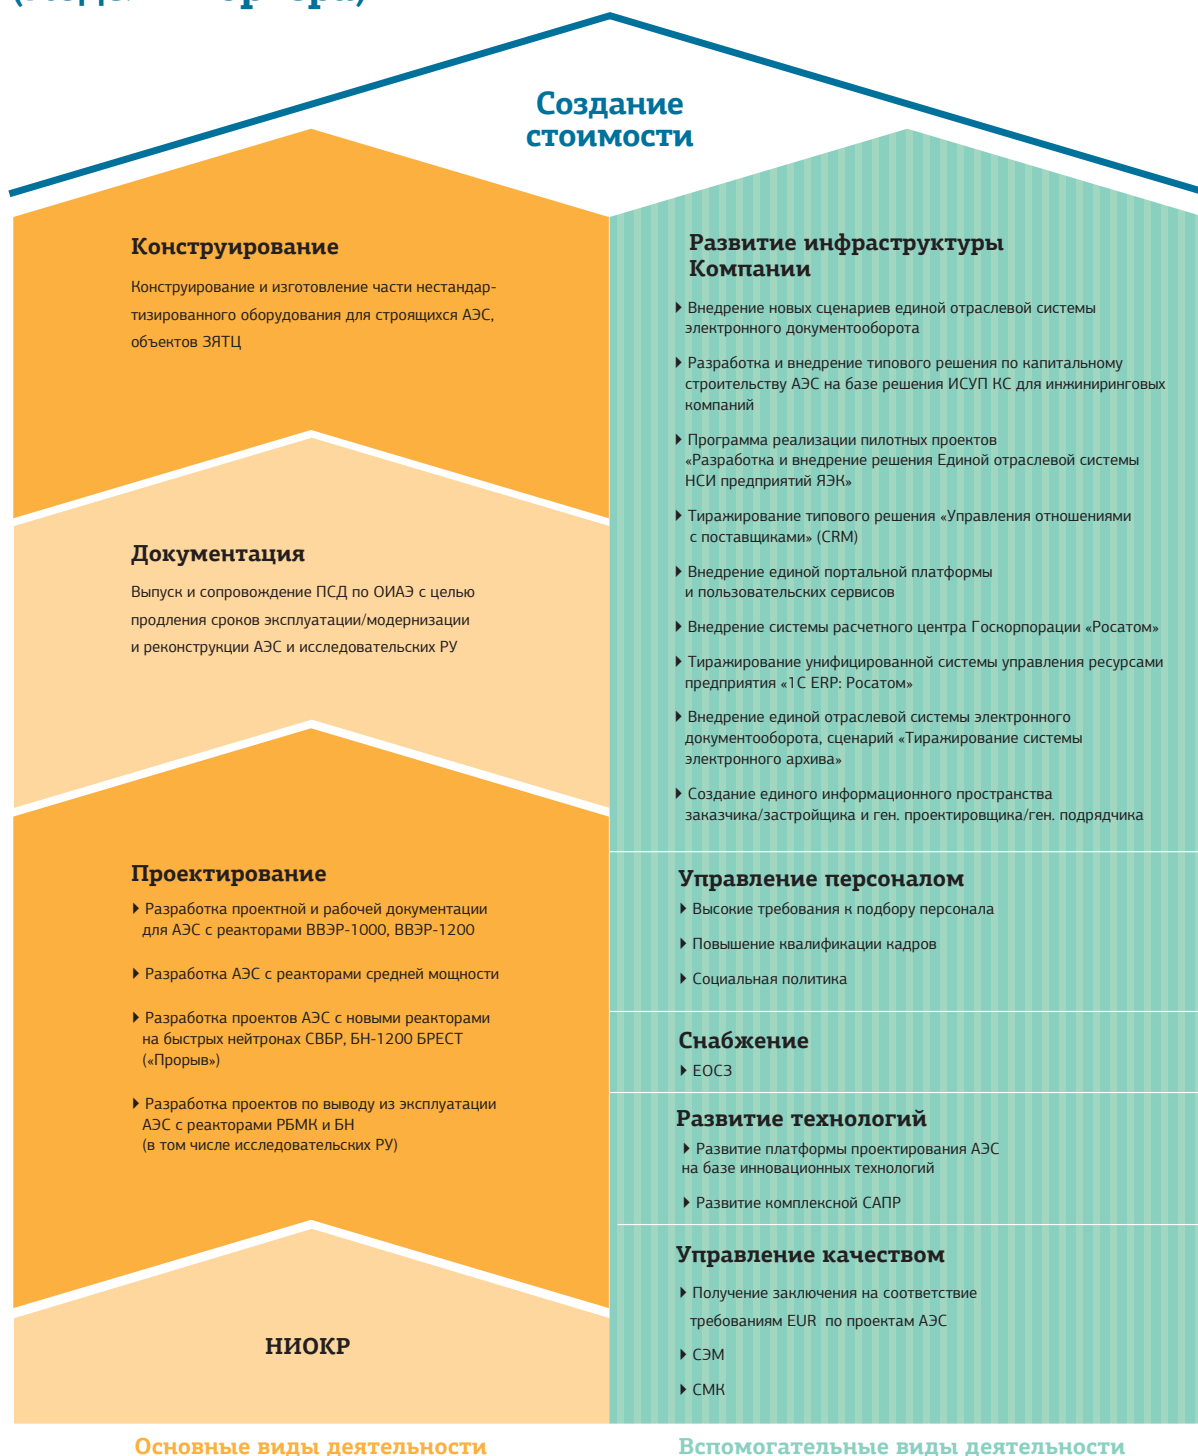 Создание
стоимости
Конструирование
Конструирование и изготовление части нестандар-
тизированного оборудования для строящихся АЭС,
объектов ЗЯТЦ
Документация
Выпуск и сопровождение ПСД по ОИАЭ с целью
продления сроков эксплуатации/модернизации
и реконструкции АЭС и исследовательских РУ
Проектирование
Разработка проектной и рабочей документации
для АЭС с реакторами ВВЭР-1000, ВВЭР-1200
Разработка АЭС с реакторами средней мощности
Разработка проектов АЭС с новыми реакторами
на быстрых нейтронах СВБР, БН-1200 БРЕСТ
(«Прорыв»)
Разработка проектов по выводу из эксплуатации
АЭС с реакторами РБМК и БН
(в том числе исследовательских РУ)
НИОКР
Основные виды деятельности
Развитие инфраструктуры
Компании
Внедрение новых сценариев единой отраслевой системы
электронного документооборота
Разработка и внедрение типового решения по капитальному
строительству АЭС на базе решения ИСУП КС для инжиниринговых
компаний
Программа реализации пилотных проектов
«Разработка и внедрение решения Единой отраслевой системы
НСИ предприятий ЯЭК»
Тиражирование типового решения «Управления отношениями
с поставщиками» (CRM)
Внедрение единой портальной платформы
и пользовательских сервисов
Внедрение системы расчетного центра Госкорпорации «Росатом»
Тиражирование унифицированной системы управления ресурсами
предприятия «1С ERP: Росатом»
Внедрение единой отраслевой системы электронного
документооборота, сценарий «Тиражирование системы
электронного архива»
Создание единого информационного пространства
заказчика/застройщика и ген. проектировщика/ген. подрядчика
Управление персоналом
Высокие требования к подбору персонала
Повышение квалификации кадров
Социальная политика
Снабжение
ЕОСЗ
Развитие технологий
Развитие платформы проектирования АЭС
на базе инновационных технологий
Развитие комплексной САПР
Управление качеством
Получение заключения на соответствие
требованиям EUR по проектам АЭС
СЭМ
СМК
Вспомогательные виды деятельности